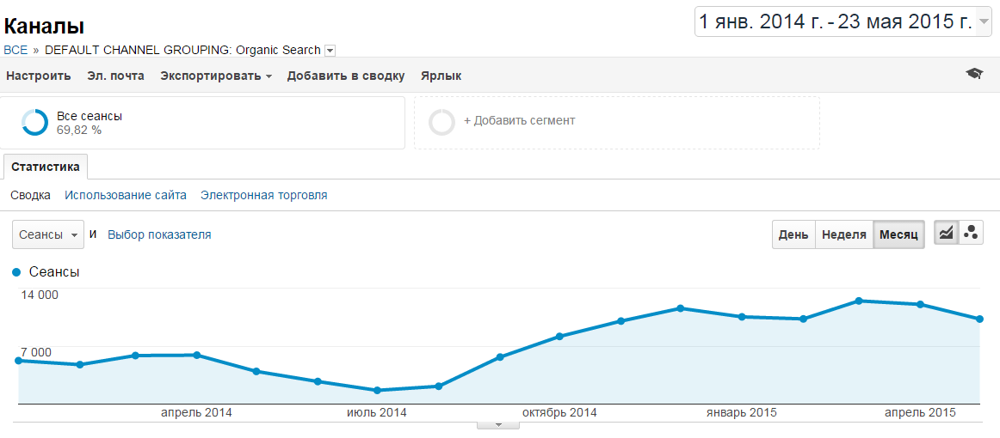 Каналы
1 янв. 2014 г. - 23 мая 2015 г.
ВСЕ » DEFAULT CHANNEL GROUPING: Organic Search
Настроить Эл. почта Экспортировать Добавить в сводку Ярлык
Все сеансы
69,82 %
+ Добавить сегмент
Статистика
Сводка Использование сайта Электронная торговля
Сеансы и Выбор показателя
День Неделя Месяц
Сеансы
14 000
7 000
апрель 2014 июль 2014 октябрь 2014 январь 2015 апрель 2015